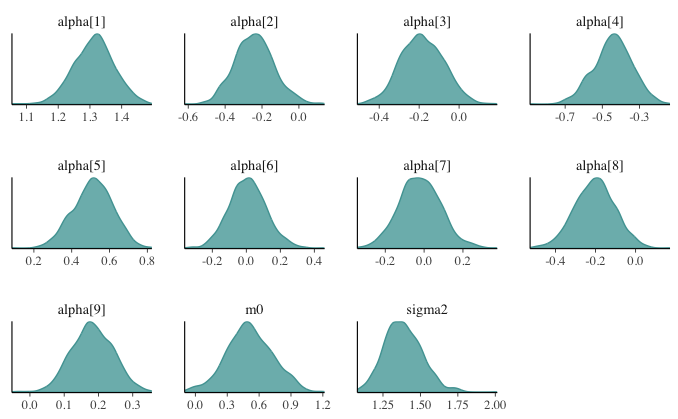 alpha[1] alpha[2] alpha[3] alpha[4]
1.1 1.2 1.3 1.4 -0.6 -0.4 -0.2 0.0 -0.4 -0.2 0.0 -0.7 -0.5 -0.3
alpha[5] alpha[6] alpha[7] alpha[8]
0.2 0.4 0.6 0.8 -0.2 0.0 0.2 0.4 -0.2 0.0 0.2 -0.4 -0.2 0.0
alpha[9] m0 sigma2
0.0 0.1 0.2 0.3 0.0 0.3 0.6 0.9 1.2 1.25 1.50 1.75 2.00